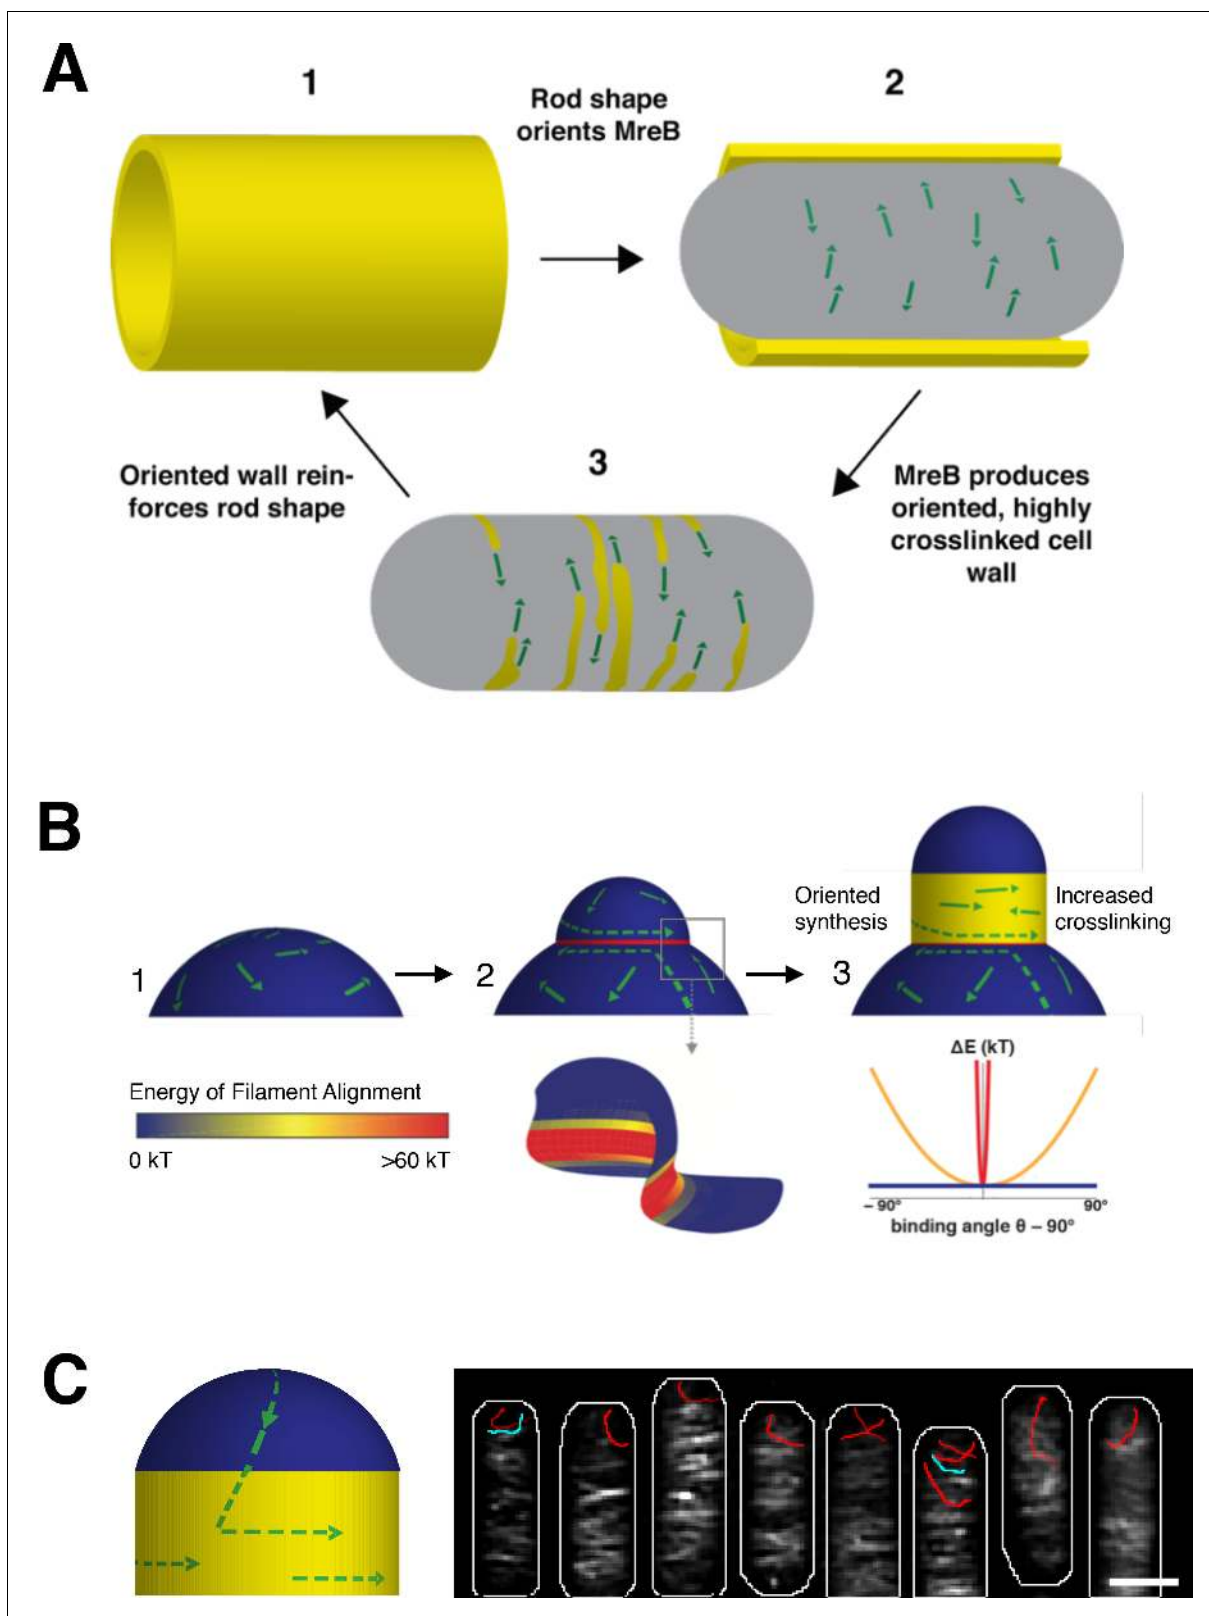 A
1
Rod shape
orients MreB
2
Oriented wall rein-
forces rod shape
3
MreB produces
oriented, highly
crosslinked cell
wall
B
1
2
3
Oriented
synthesis
Increased
crosslinking
Energy of Filament Alignment
0 kT
>60 kT
ΔE (kT)
– 90°
90°
binding angle θ – 90°
C